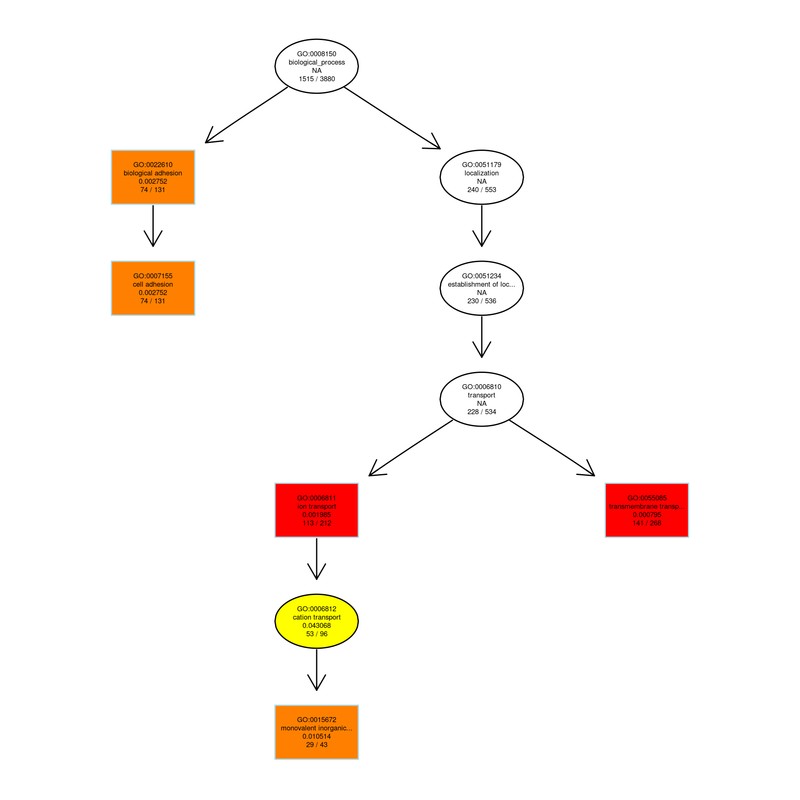 GO:0008150
biological_process
NA
1515 / 3880
GO:0022610
biological adhesion
0.002752
74 / 131
GO:0051179
localization
NA
240 / 553
GO:0007155
cell adhesion
0.002752
74 / 131
GO:0051234
establishment of loc...
NA
230 / 536
GO:0006810
transport
NA
228 / 534
GO:0006811
ion transport
0.001985
113 / 212
GO:0055085
transmembrane transp...
0.000795
141 / 268
GO:0006812
cation transport
0.043068
53 / 96
GO:0015672
monovalent inorganic...
0.010514
29 / 43